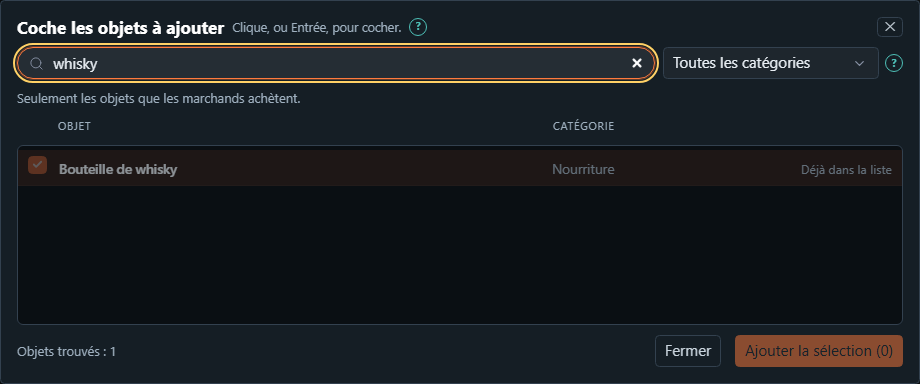 Coche les objets à ajouter Clique, ou Entrée, pour cocher. ?
whisky
Toutes les catégories ?
Seulement les objets que les marchands achètent.
OBJET CATÉGORIE
Bouteille de whisky Nourriture Déjà dans la liste
Objets trouvés : 1
Fermer Ajouter la sélection (0)